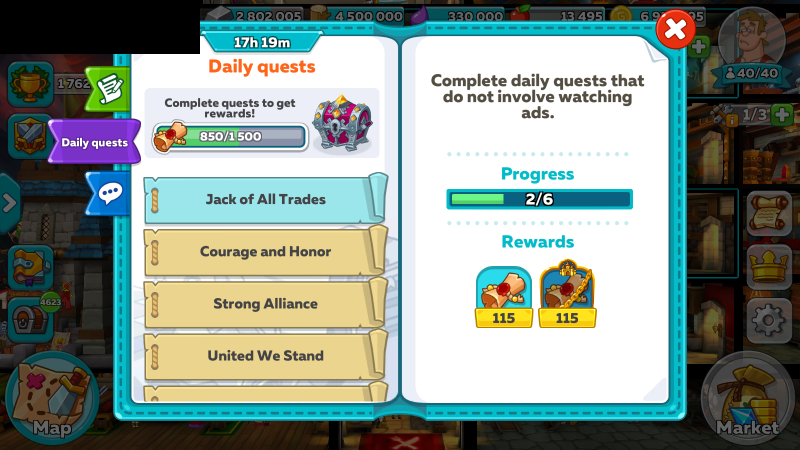 2 802 005
4 500 000
330 000
13 495
17h 19m
Daily quests
Complete quests to get
rewards!
850/1 500
Daily quests
Jack of All Trades
Courage and Honor
Strong Alliance
United We Stand
Complete daily quests that
do not involve watching
ads.
Progress
2/6
Rewards
115
115
40/40
1/3
4623
Map
Market